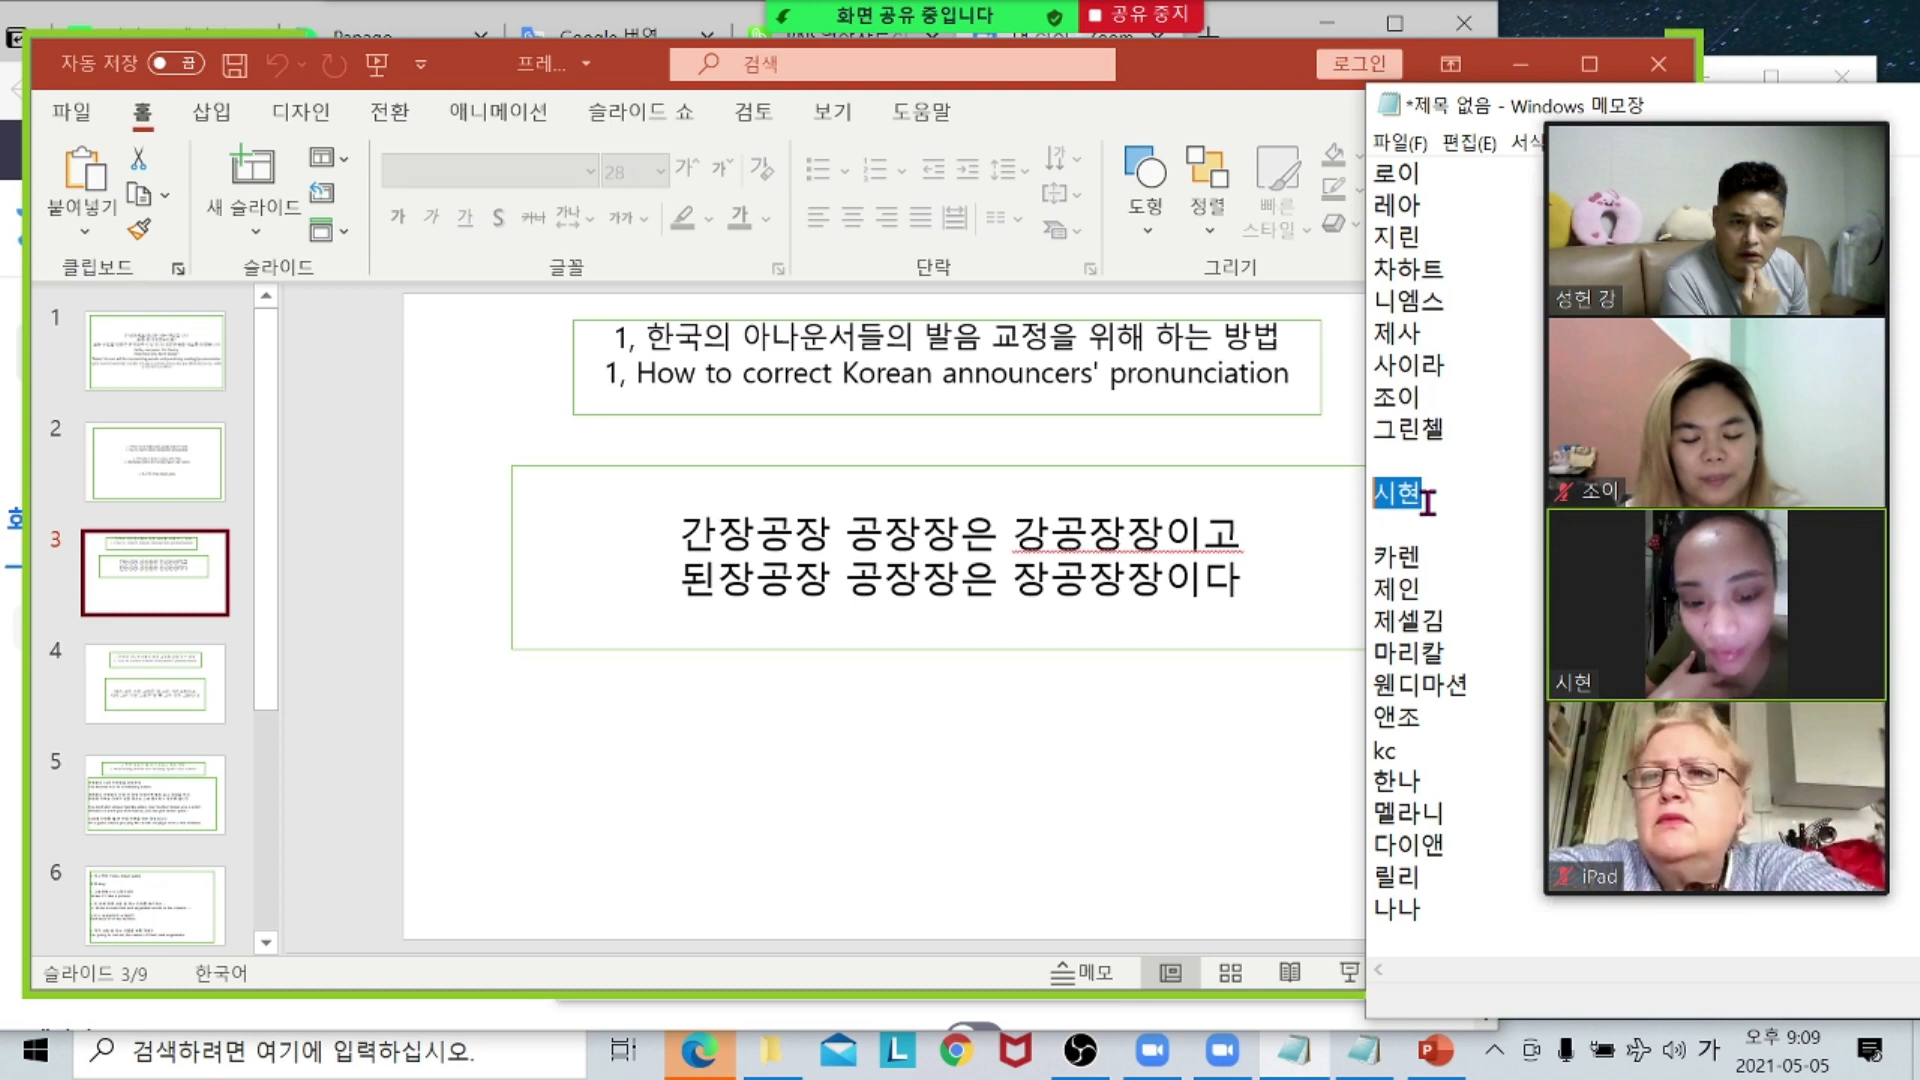 화면 공유 중입니다
공유 중지
자동 저장
끔
프레...
검색
로그인
파일
홈
삽입
디자인
전환
애니메이션
슬라이드 쇼
검토
보기
도움말
붙여넣기
새 슬라이드
28
도형
정렬
빠른
스타일
클립보드
슬라이드
글꼴
단락
그리기
1
2
3
4
5
6
1, 한국의 아나운서들의 발음 교정을 위해 하는 방법
1, How to correct Korean announcers' pronunciation
간장공장 공장장은 강공장장이고
된장공장 공장장은 장공장장이다
슬라이드 3/9
한국어
메모
*제목 없음 - Windows 메모장
파일(F) 편집(E) 서식
로이
레아
지린
차하트
니엠스
제사
사이라
조이
그린첼
시현
카렌
제인
제셀김
마리칼
웬디마션
앤조
kc
한나
멜라니
다이앤
릴리
나나
성헌 강
조이
시현
iPad
검색하려면 여기에 입력하십시오.
가
오후 9:09
2021-05-05